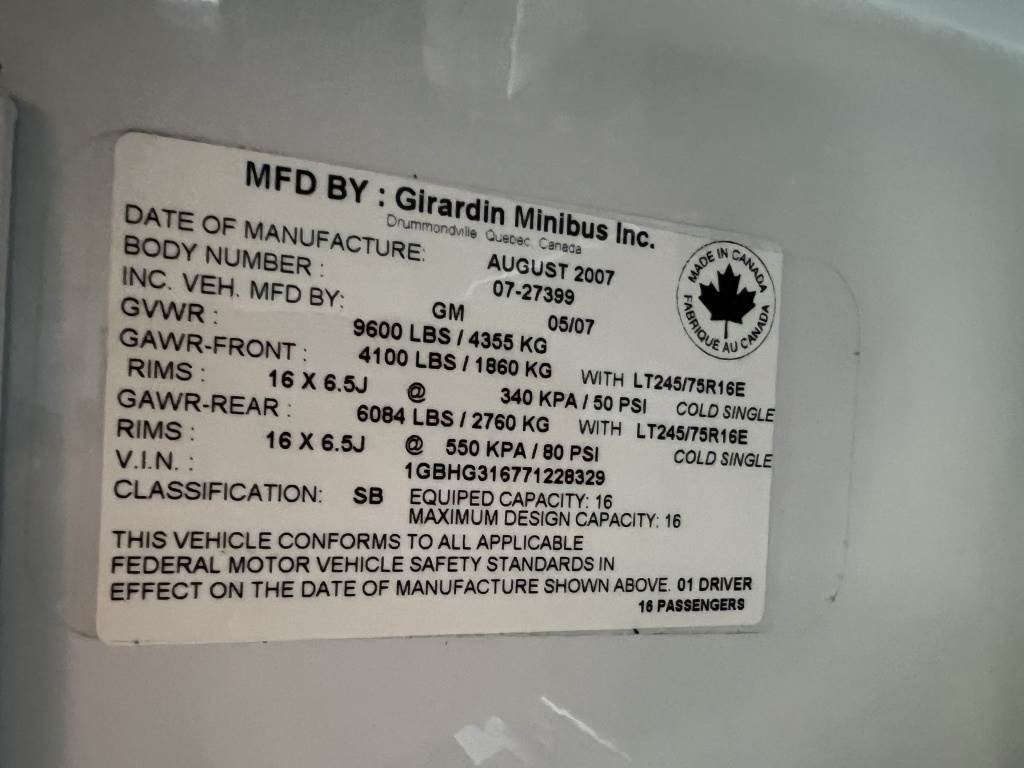 MFD BY : Girardin Minibus Inc.
Drummondville Quebec Canada
DATE OF MANUFACTURE: AUGUST 2007
BODY NUMBER : 07-27399
INC. VEH. MFD BY: GM 05/07
GVWR : 9600 LBS / 4355 KG
GAWR-FRONT : 4100 LBS / 1860 KG WITH LT245/75R16E
RIMS : 16 X 6.5J @ 340 KPA / 50 PSI COLD SINGLE
GAWR-REAR : 6084 LBS / 2760 KG WITH LT245/75R16E
RIMS : 16 X 6.5J @ 550 KPA / 80 PSI COLD SINGLE
V.I.N. : 1GBHG316771228329
CLASSIFICATION: SB EQUIPED CAPACITY: 16
MAXIMUM DESIGN CAPACITY: 16
THIS VEHICLE CONFORMS TO ALL APPLICABLE
FEDERAL MOTOR VEHICLE SAFETY STANDARDS IN
EFFECT ON THE DATE OF MANUFACTURE SHOWN ABOVE. 01 DRIVER
16 PASSENGERS
MADE IN CANADA
FABRIQUE AU CANADA